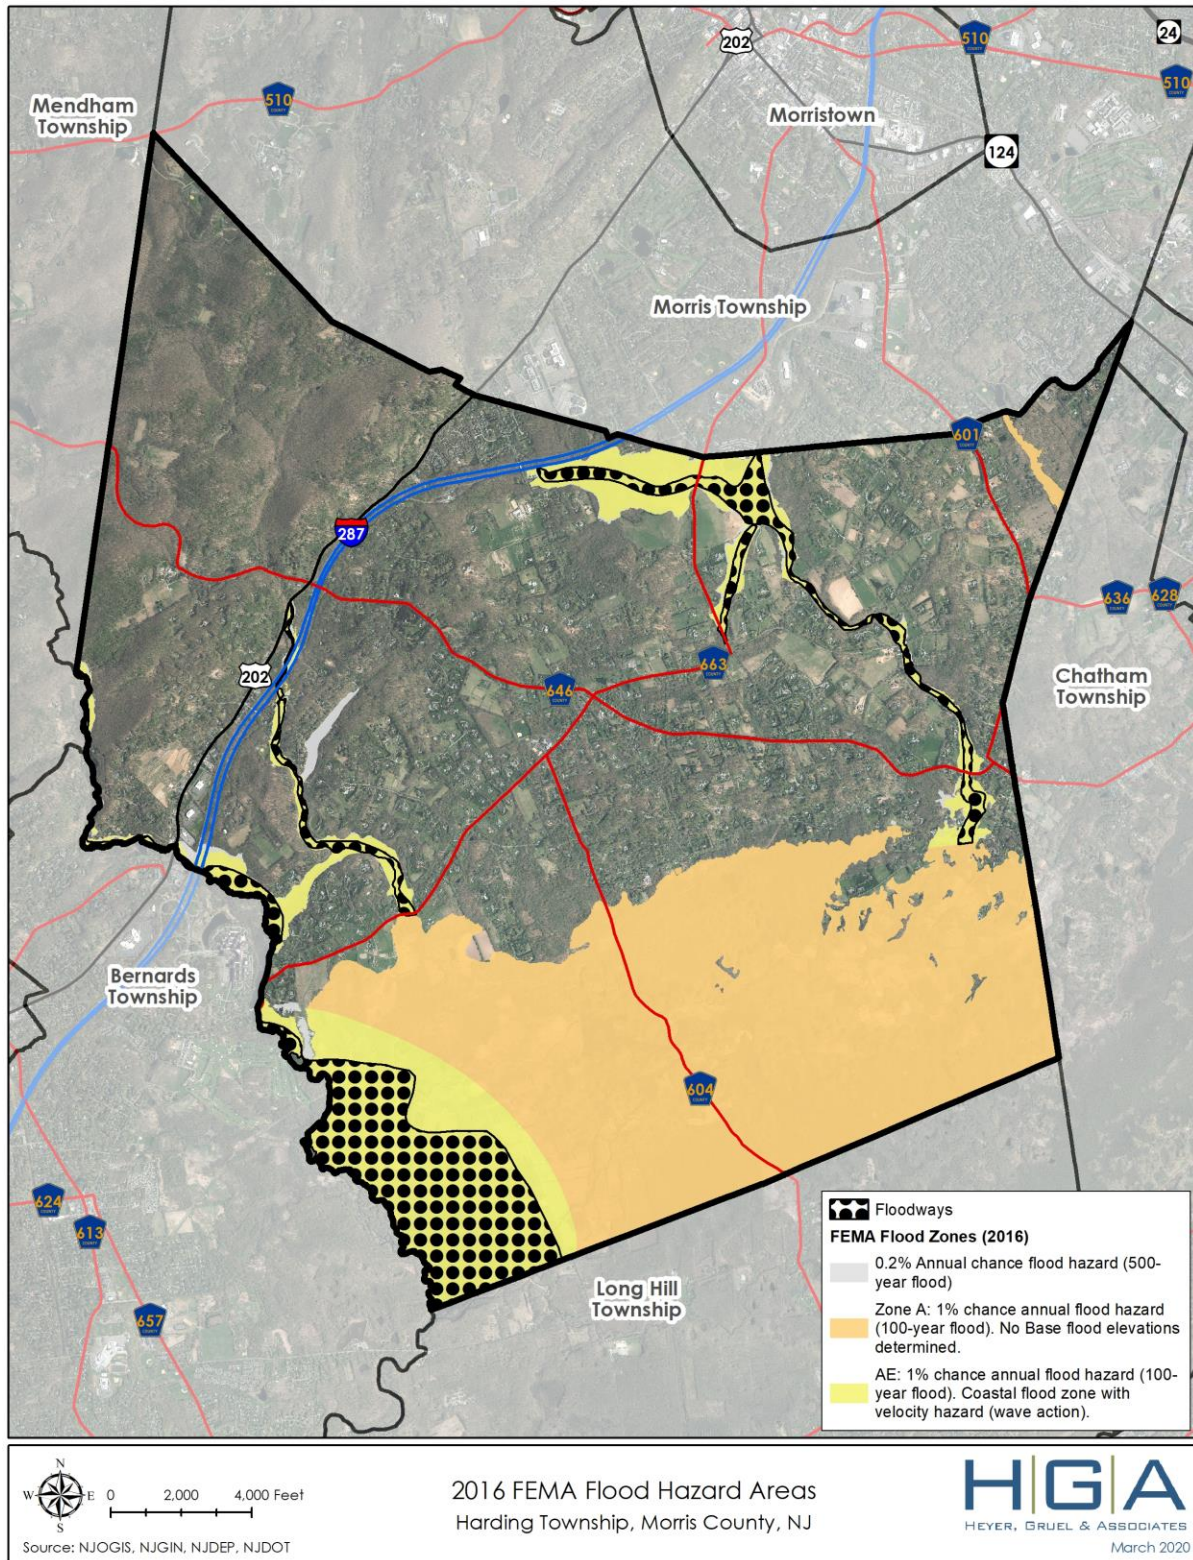 202
510
24
510
510
Mendham
Township
Morristown
124
Morris Township
601
287
636
628
202
663
646
Chatham
Township
Bernards
Township
604
624
613
657
Long Hill
Township
Floodways
FEMA Flood Zones (2016)
0.2% Annual chance flood hazard (500-
year flood)
Zone A: 1% chance annual flood hazard
(100-year flood). No Base flood elevations
determined.
AE: 1% chance annual flood hazard (100-
year flood). Coastal flood zone with
velocity hazard (wave action).
N
W E
S
0 2,000 4,000 Feet
Source: NJOGIS, NJGIN, NJDEP, NJDOT
2016 FEMA Flood Hazard Areas
Harding Township, Morris County, NJ
H|G|A
HEYER, GRUEL & ASSOCIATES
March 2020